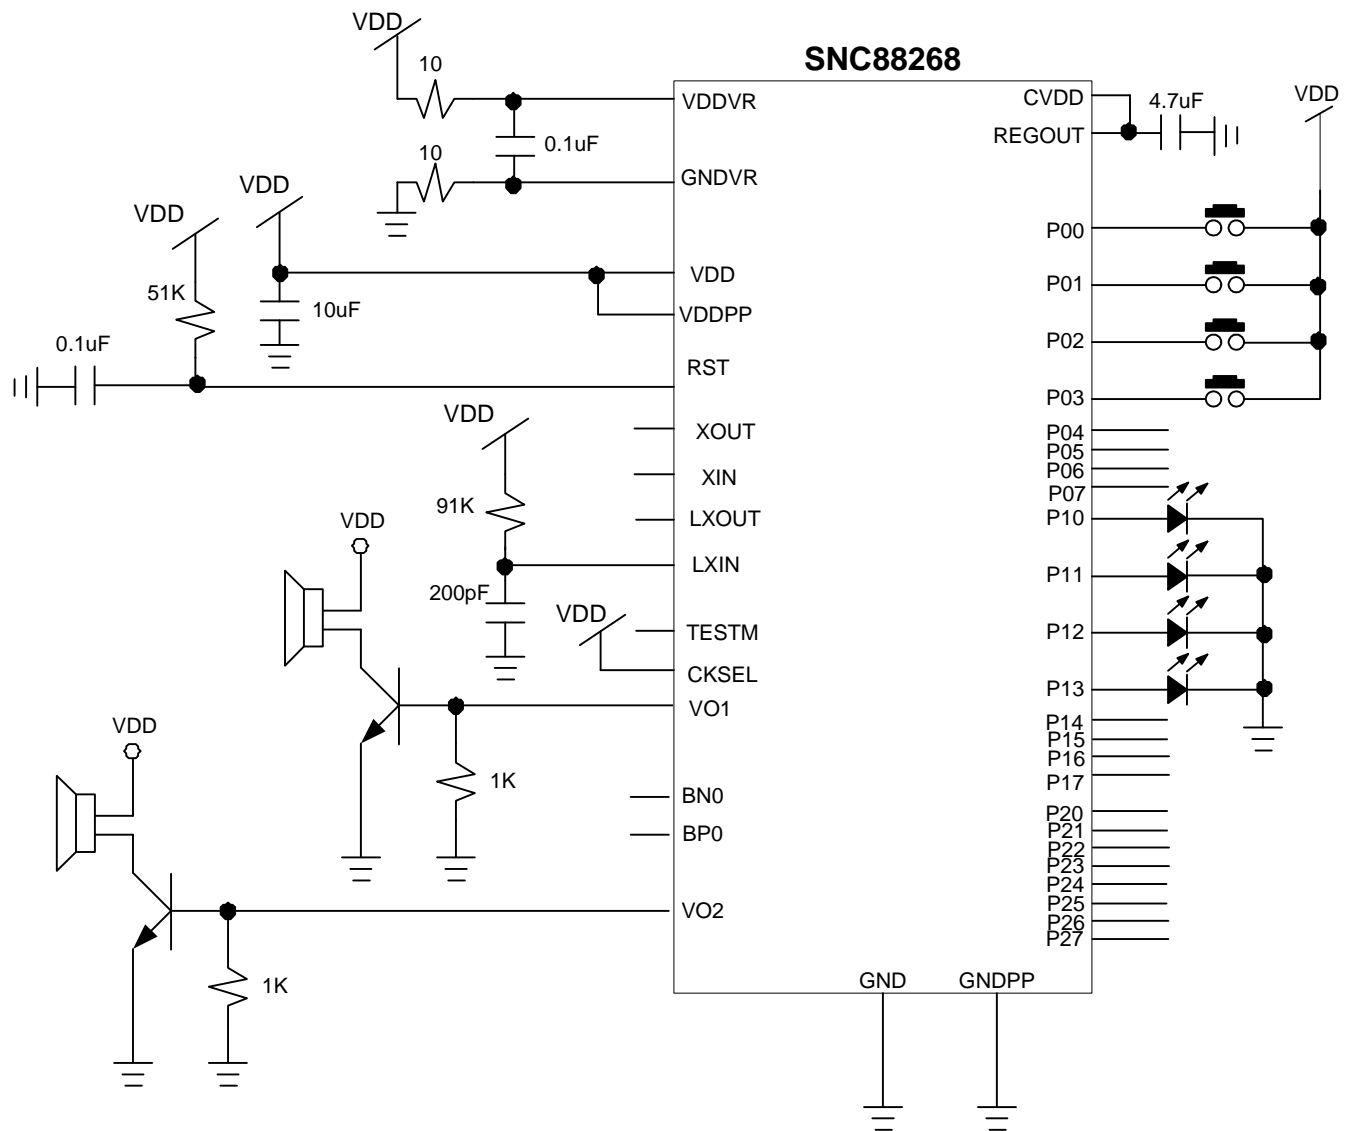 VDD
SNC88268
10
VDDVR
CVDD
4.7uF
VDD
REGOUT
0.1uF
10
GNDVR
VDD
VDD
P00
VDD
P01
51K
10uF
VDDPP
0.1uF
P02
RST
P03
VDD
XOUT
P04
P05
XIN
P06
P07
91K
LXOUT
P10
VDD
LXIN
P11
200pF
VDD
TESTM
P12
CKSEL
P13
VO1
VDD
P14
P15
P16
1K
P17
BN0
P20
BP0
P21
P22
P23
P24
VO2
P25
P26
P27
1K
GND
GNDPP